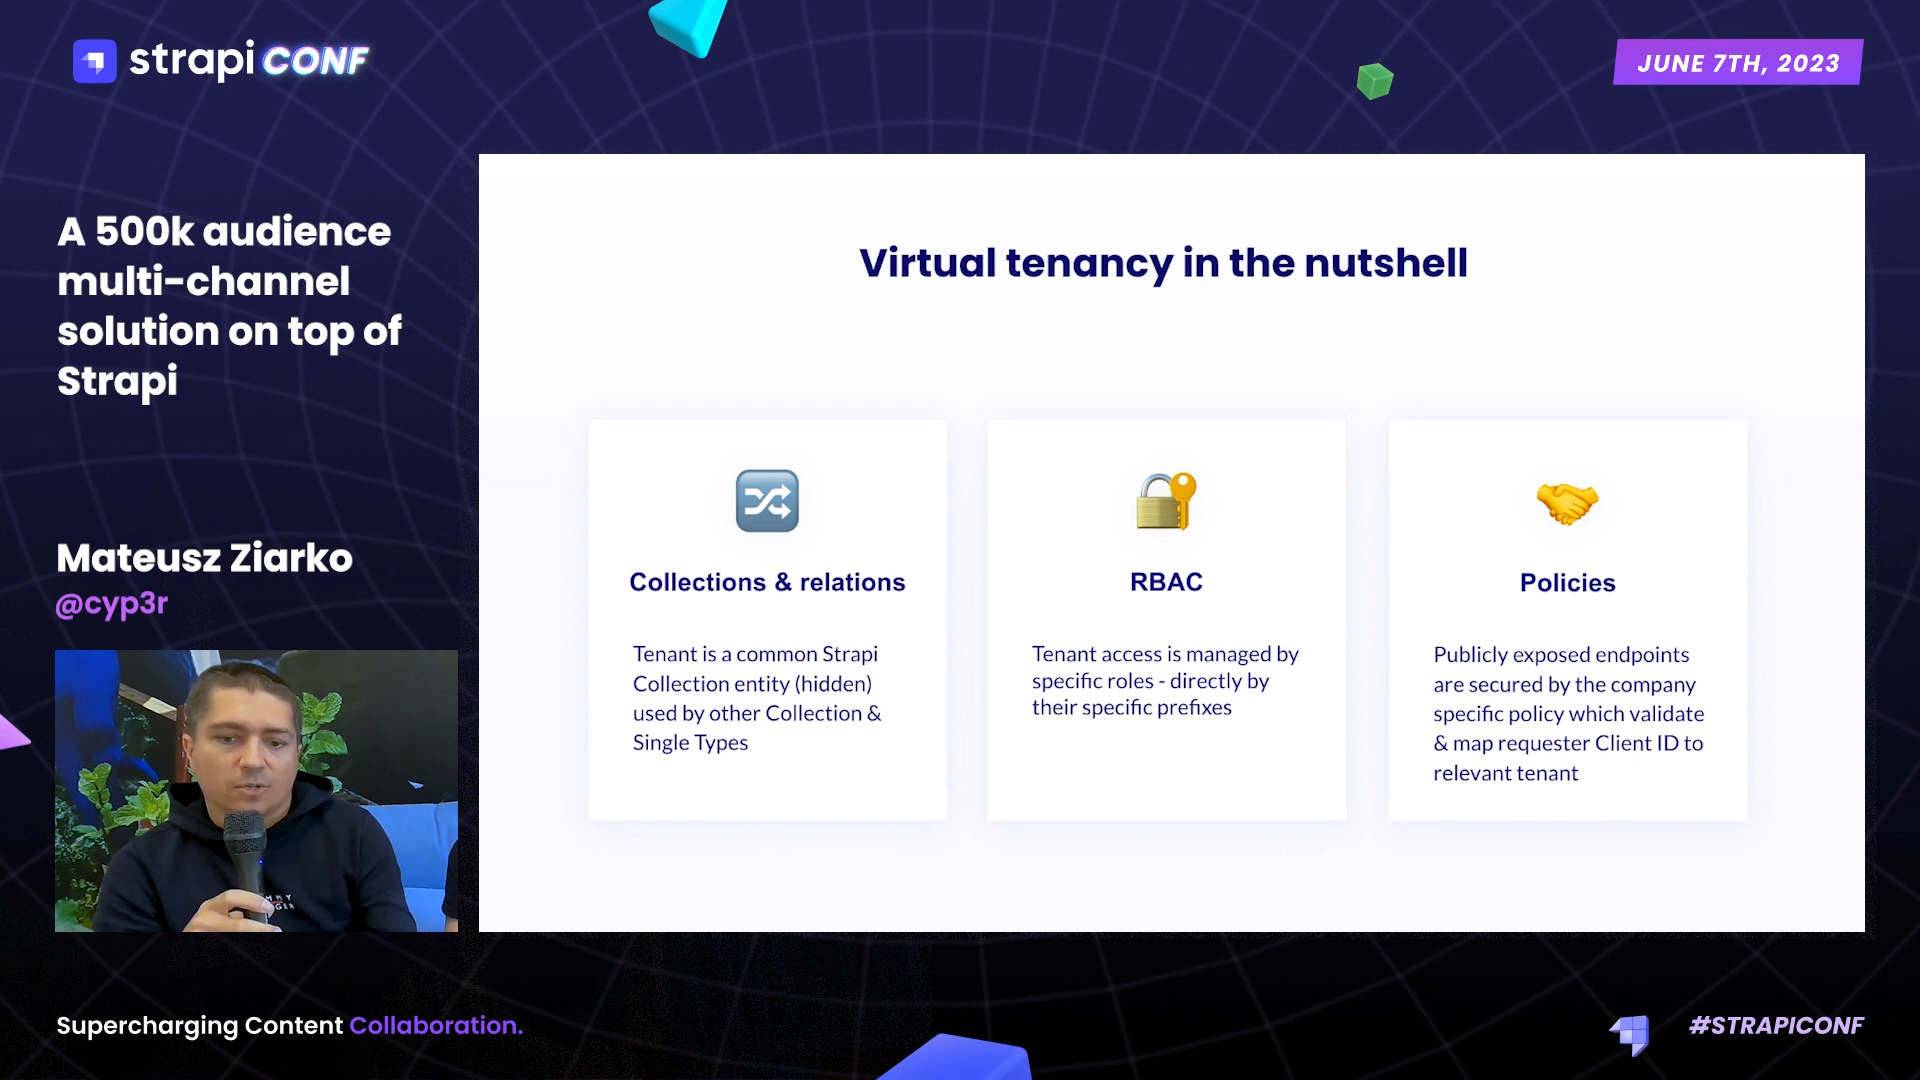 strapi CONF
JUNE 7TH, 2023
A 500k audience
multi-channel
solution on top of
Strapi
Mateusz Ziarko
@cyp3r
Virtual tenancy in the nutshell
Collections & relations
Tenant is a common Strapi
Collection entity (hidden)
used by other Collection &
Single Types
RBAC
Tenant access is managed by
specific roles - directly by
their specific prefixes
Policies
Publicly exposed endpoints
are secured by the company
specific policy which validate
& map requester Client ID to
relevant tenant
Supercharging Content Collaboration.
#STRAPICONF